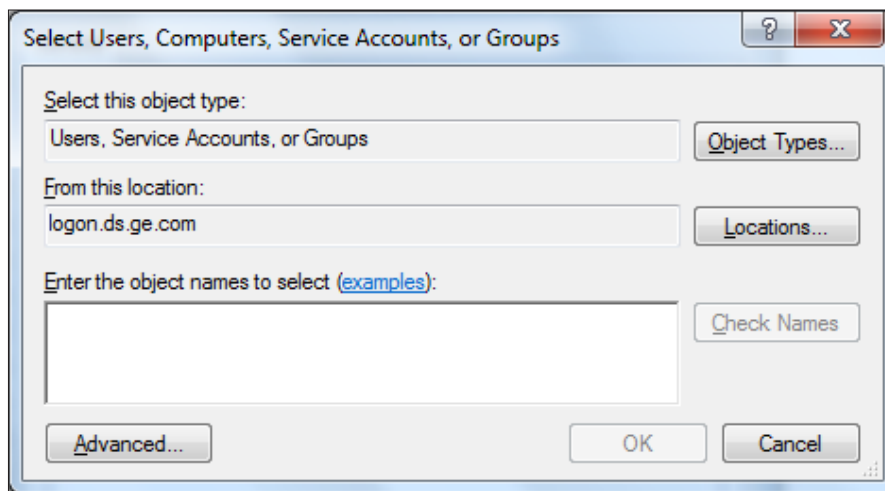 Select Users, Computers, Service Accounts, or Groups
Select this object type:
Users, Service Accounts, or Groups
Object Types...
From this location:
logon.ds.ge.com
Locations...
Enter the object names to select (examples):
Check Names
Advanced...
OK
Cancel